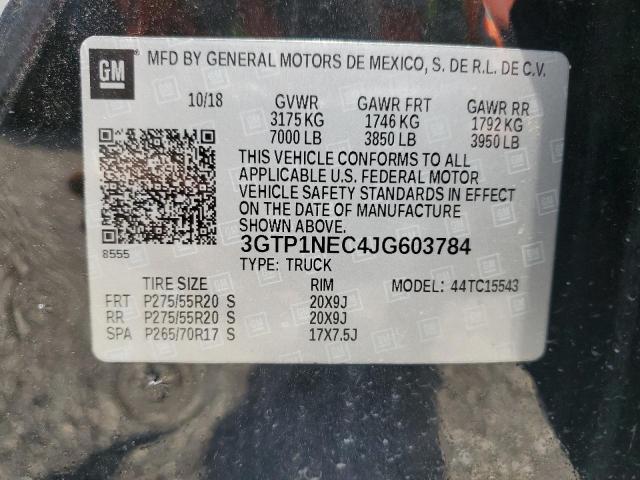 GM MFD BY GENERAL MOTORS DE MEXICO, S. DE R.L. DE C.V.
10/18 GVWR GAWR FRT GAWR RR
3175 KG 1746 KG 1792 KG
7000 LB 3850 LB 3950 LB
THIS VEHICLE CONFORMS TO ALL
APPLICABLE U.S. FEDERAL MOTOR
VEHICLE SAFETY STANDARDS IN EFFECT
ON THE DATE OF MANUFACTURE
SHOWN ABOVE.
8555 3GTP1NEC4JG603784
TYPE: TRUCK
TIRE SIZE RIM MODEL: 44TC15543
FRT P275/55R20 S 20X9J
RR P275/55R20 S 20X9J
SPA P265/70R17 S 17X7.5J